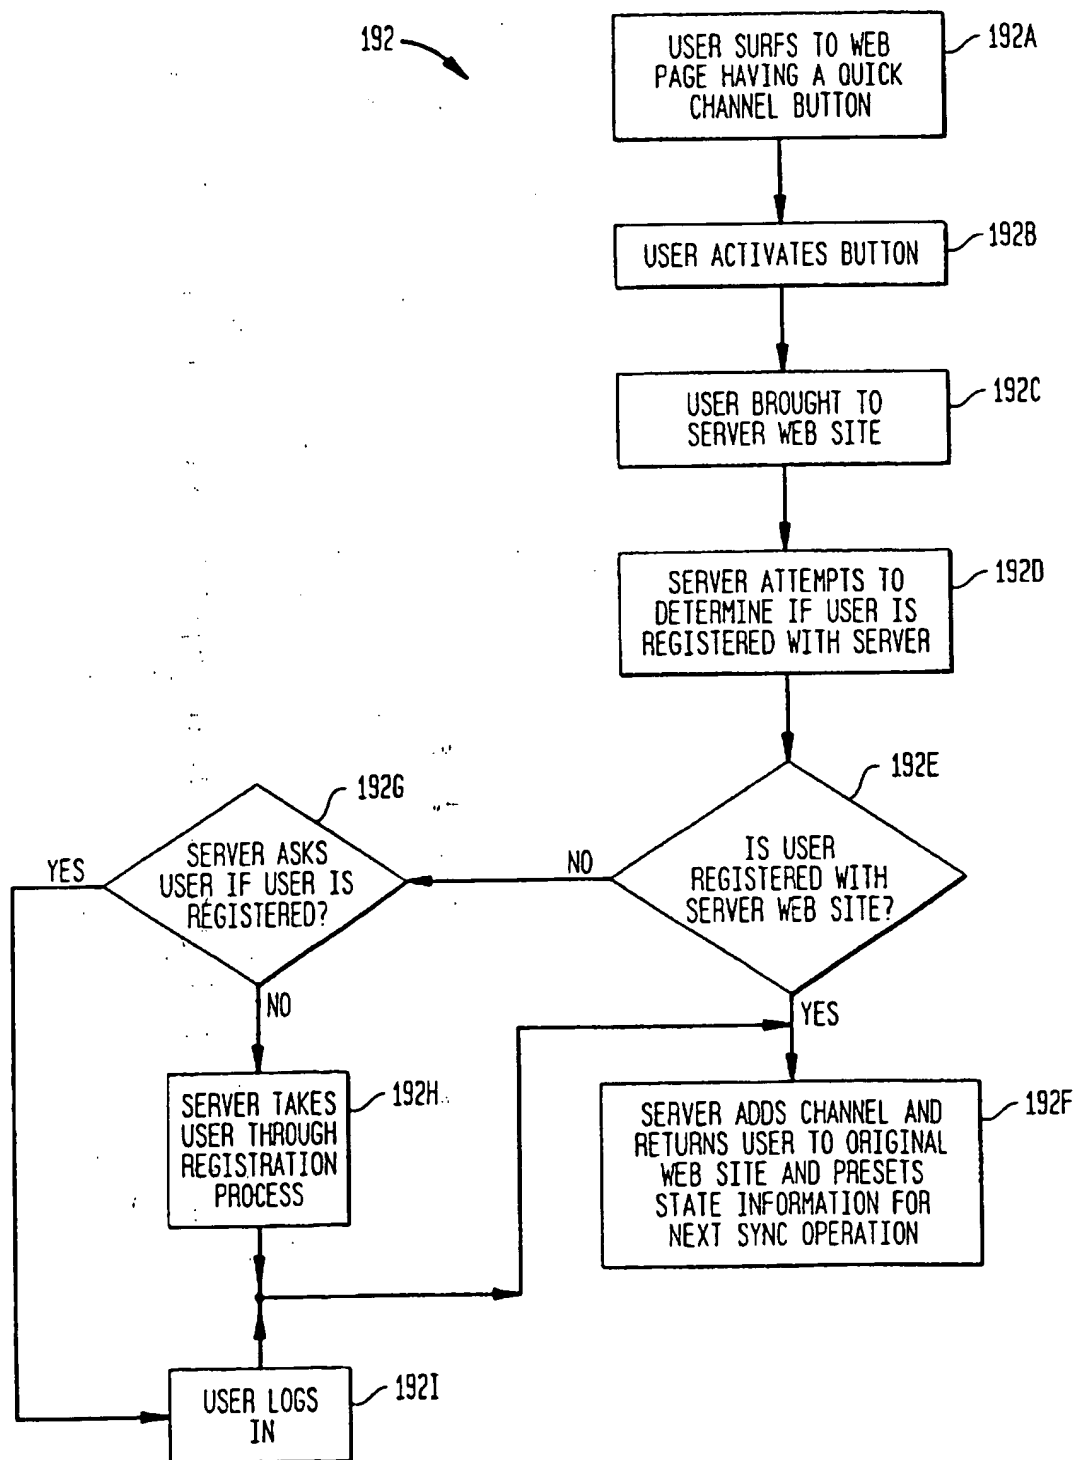 192
USER SURFS TO WEB
PAGE HAVING A QUICK
CHANNEL BUTTON
192A
USER ACTIVATES BUTTON
192B
USER BROUGHT TO
SERVER WEB SITE
192C
SERVER ATTEMPTS TO
DETERMINE IF USER IS
REGISTERED WITH SERVER
192D
IS USER
REGISTERED WITH
SERVER WEB SITE?
192E
NO
YES
SERVER ASKS
USER IF USER IS
REGISTERED?
192G
YES
NO
SERVER TAKES
USER THROUGH
REGISTRATION
PROCESS
192H
SERVER ADDS CHANNEL AND
RETURNS USER TO ORIGINAL
WEB SITE AND PRESETS
STATE INFORMATION FOR
NEXT SYNC OPERATION
192F
USER LOGS
IN
192I